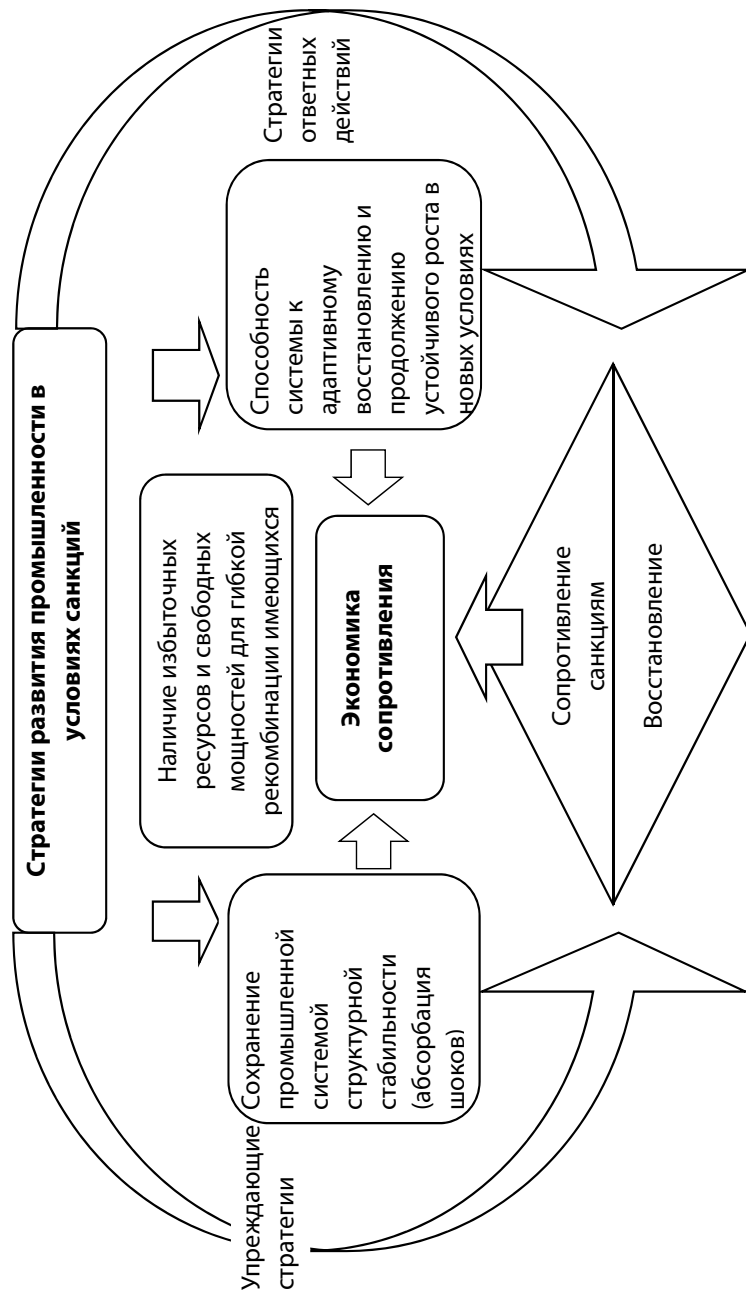 Стратегии развития промышленности в
условиях санкций
Упреждающие
стратегии
Сохранение
промышленной
системой
структурной
стабильности
(абсорбация
шоков)
Наличие избыточных
ресурсов и свободных
мощностей для гибкой
рекомбинации имеющихся
Способность
системы к
адаптивному
восстановлению и
продолжению
устойчивого роста в
новых условиях
Стратегии
ответных
действий
Экономика
сопротивления
Сопротивление
санкциям
Восстановление